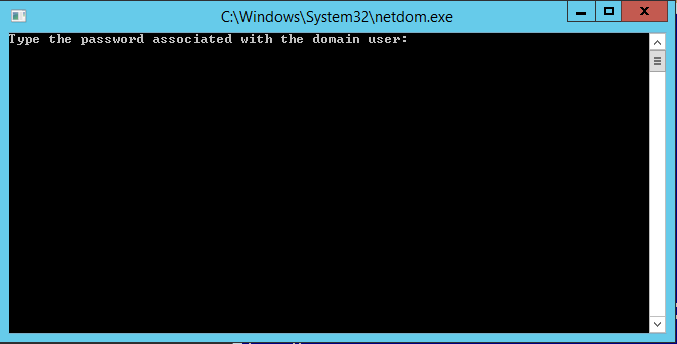 C:\Windows\System32\netdom.exe
Type the password associated with the domain user: